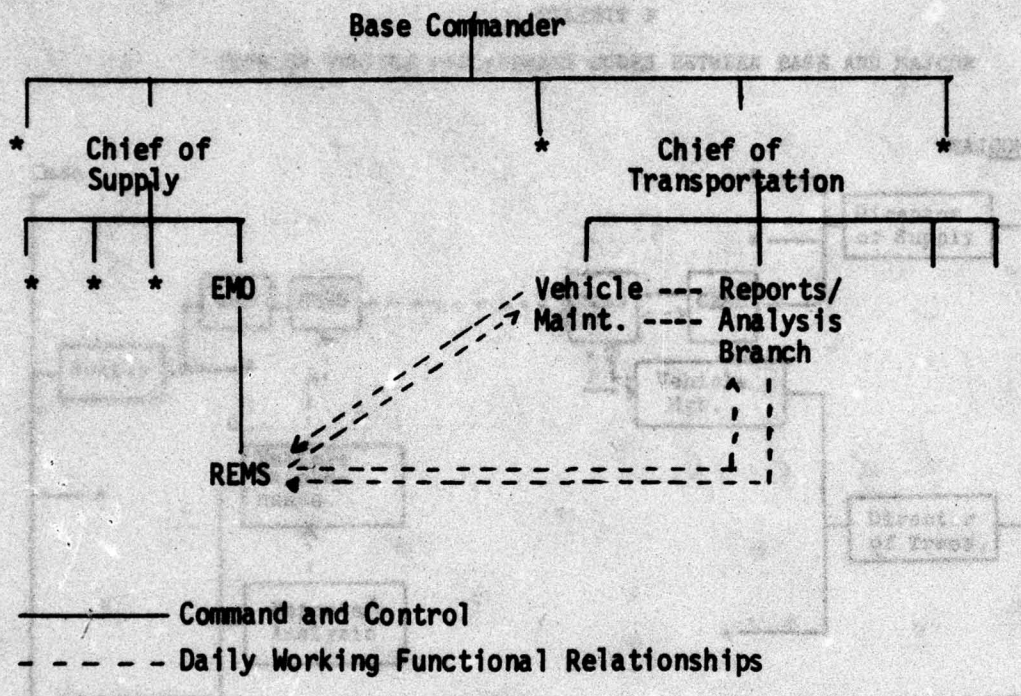 Base Commander
* Chief of Supply * Chief of Transportation *
* * * EMO Vehicle Maint. Reports/ Analysis Branch
REMS
Command and Control
Daily Working Functional Relationships